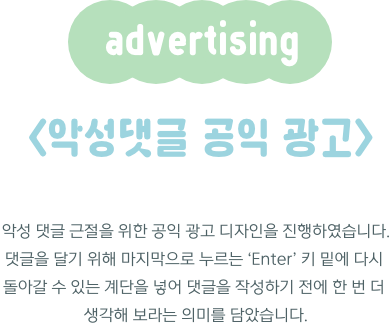 advertising
<악성댓글 공익 광고>
악성 댓글 근절을 위한 공익 광고 디자인을 진행하였습니다.
댓글을 달기 위해 마지막으로 누르는 ‘Enter’ 키 밑에 다시
돌아갈 수 있는 계단을 넣어 댓글을 작성하기 전에 한 번 더
생각해 보라는 의미를 담았습니다.